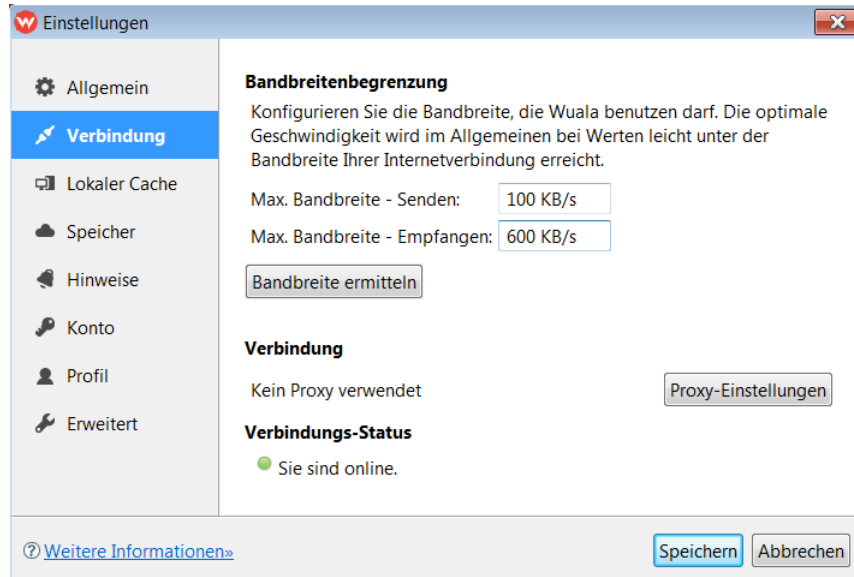 Einstellungen
Allgemein
Verbindung
Lokaler Cache
Speicher
Hinweise
Konto
Profil
Erweitert
Bandbreitenbegrenzung
Konfigurieren Sie die Bandbreite, die Wuala benutzen darf. Die optimale
Geschwindigkeit wird im Allgemeinen bei Werten leicht unter der
Bandbreite Ihrer Internetverbindung erreicht.
Max. Bandbreite - Senden: 100 KB/s
Max. Bandbreite - Empfangen: 600 KB/s
Bandbreite ermitteln
Verbindung
Kein Proxy verwendet Proxy-Einstellungen
Verbindungs-Status
Sie sind online.
Weitere Informationen» Speichern Abbrechen